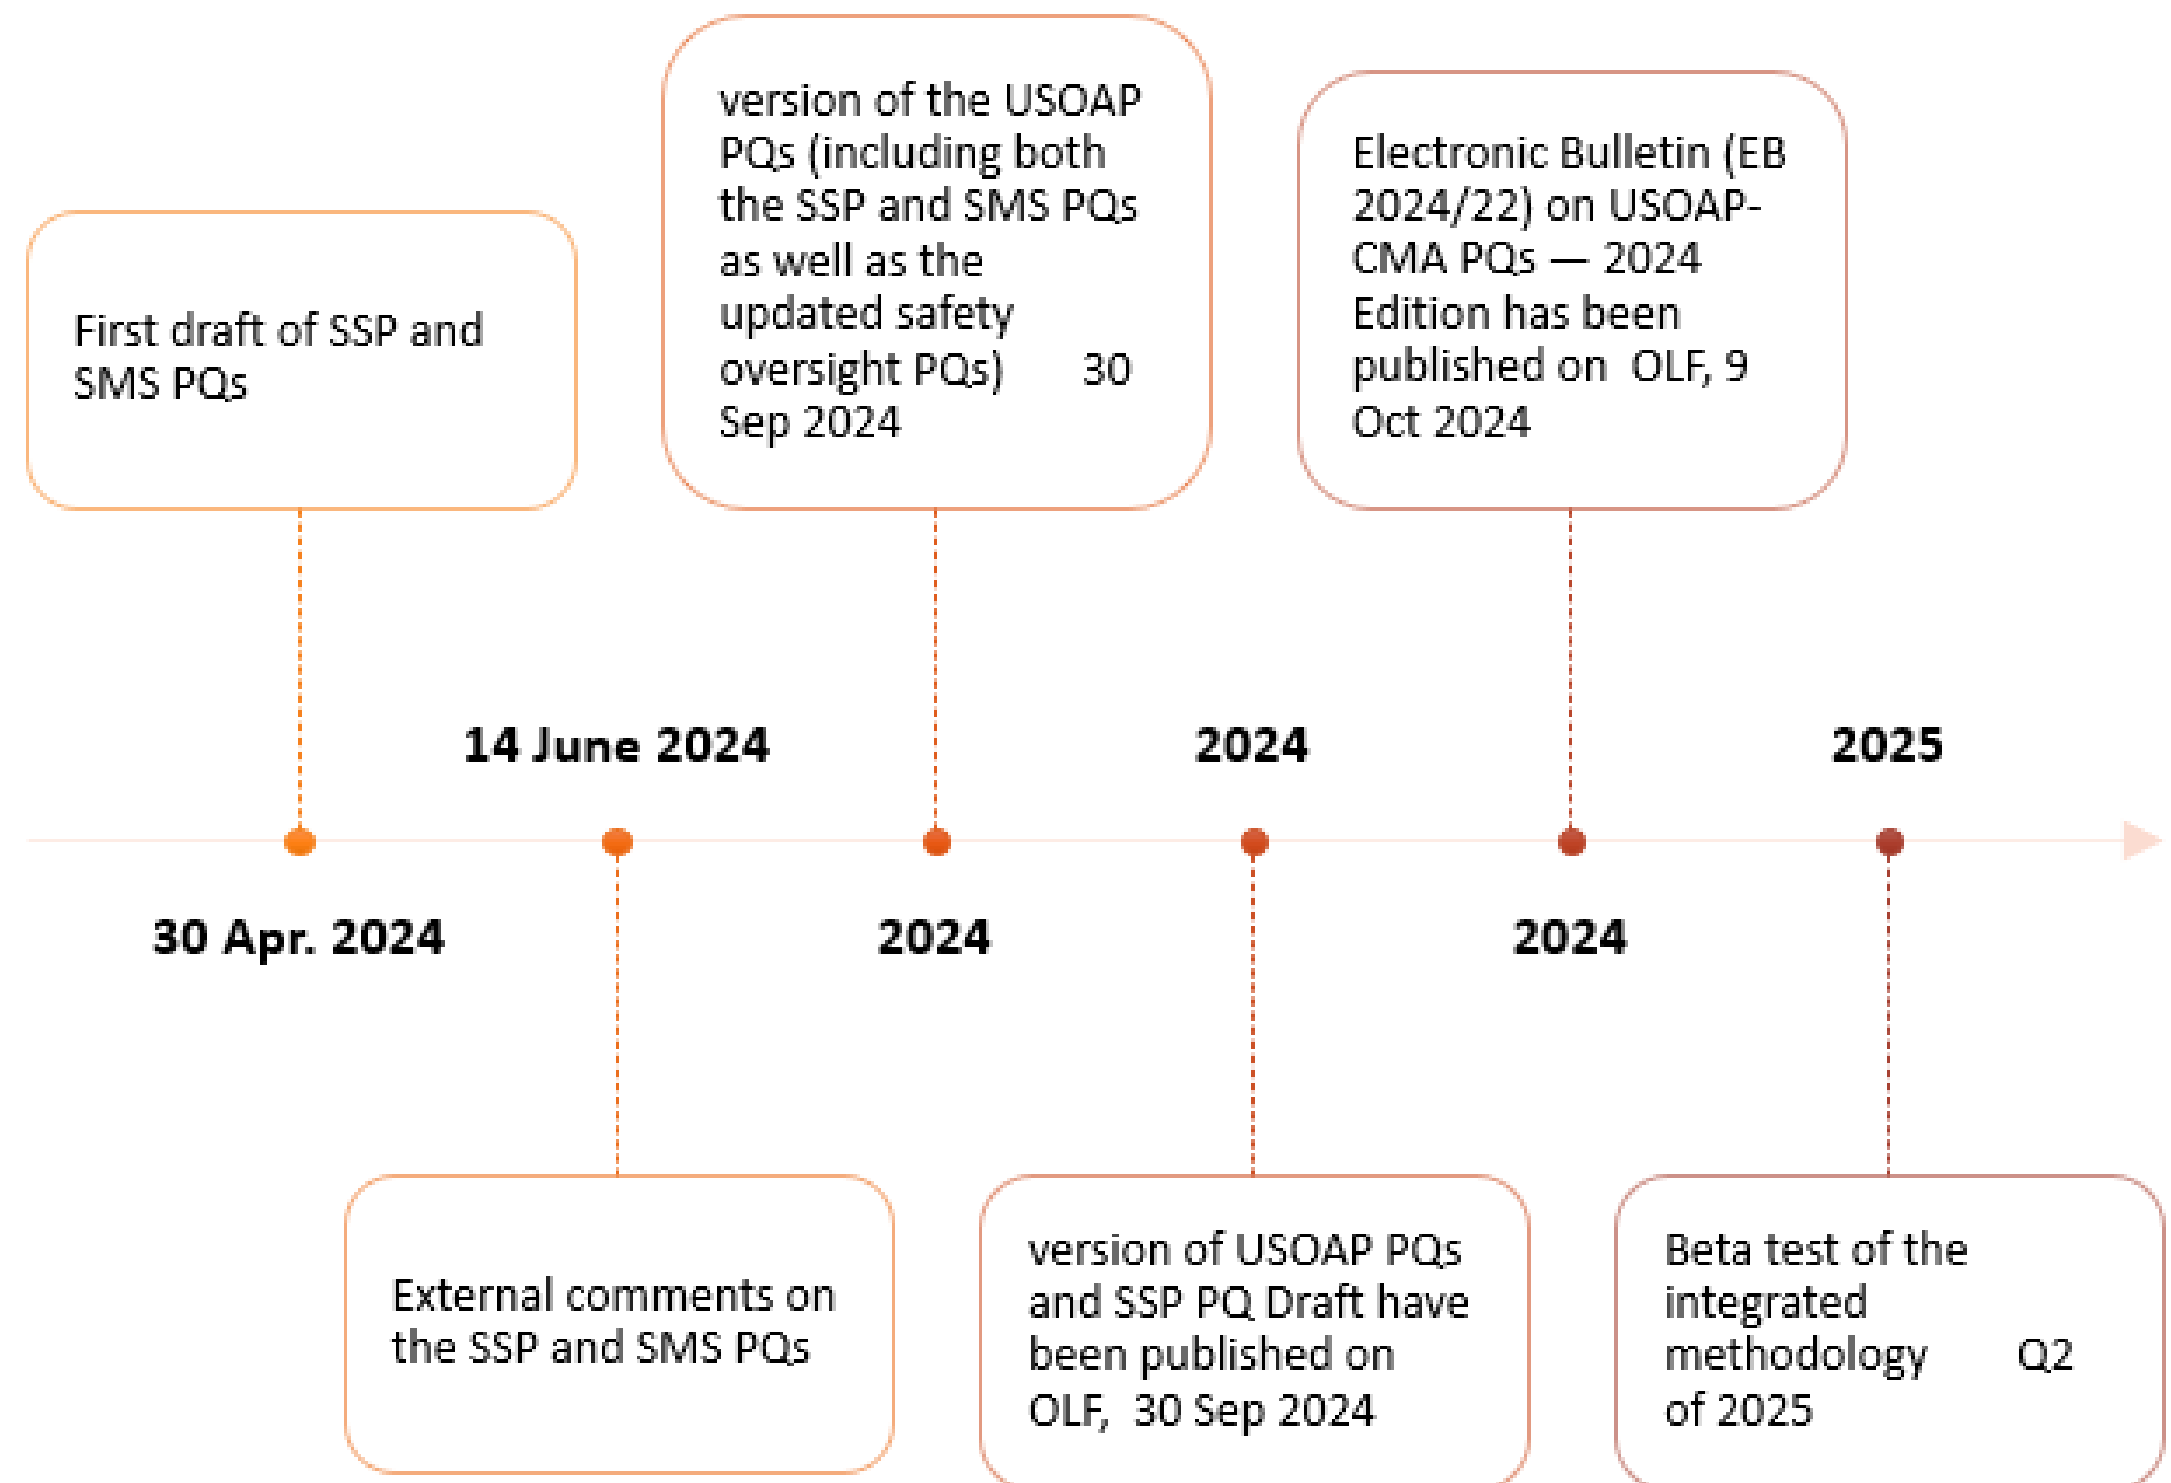 version of the USOAP
PQs (including both
the SSP and SMS PQs
as well as the
updated safety
oversight PQs) 30
Sep 2024
Electronic Bulletin (EB
2024/22) on USOAP-
CMA PQs — 2024
Edition has been
published on OLF, 9
Oct 2024
First draft of SSP and
SMS PQs
14 June 2024
2024
2025
30 Apr. 2024
2024
2024
External comments on
the SSP and SMS PQs
version of USOAP PQs
and SSP PQ Draft have
been published on
OLF, 30 Sep 2024
Beta test of the
integrated
methodology Q2
of 2025